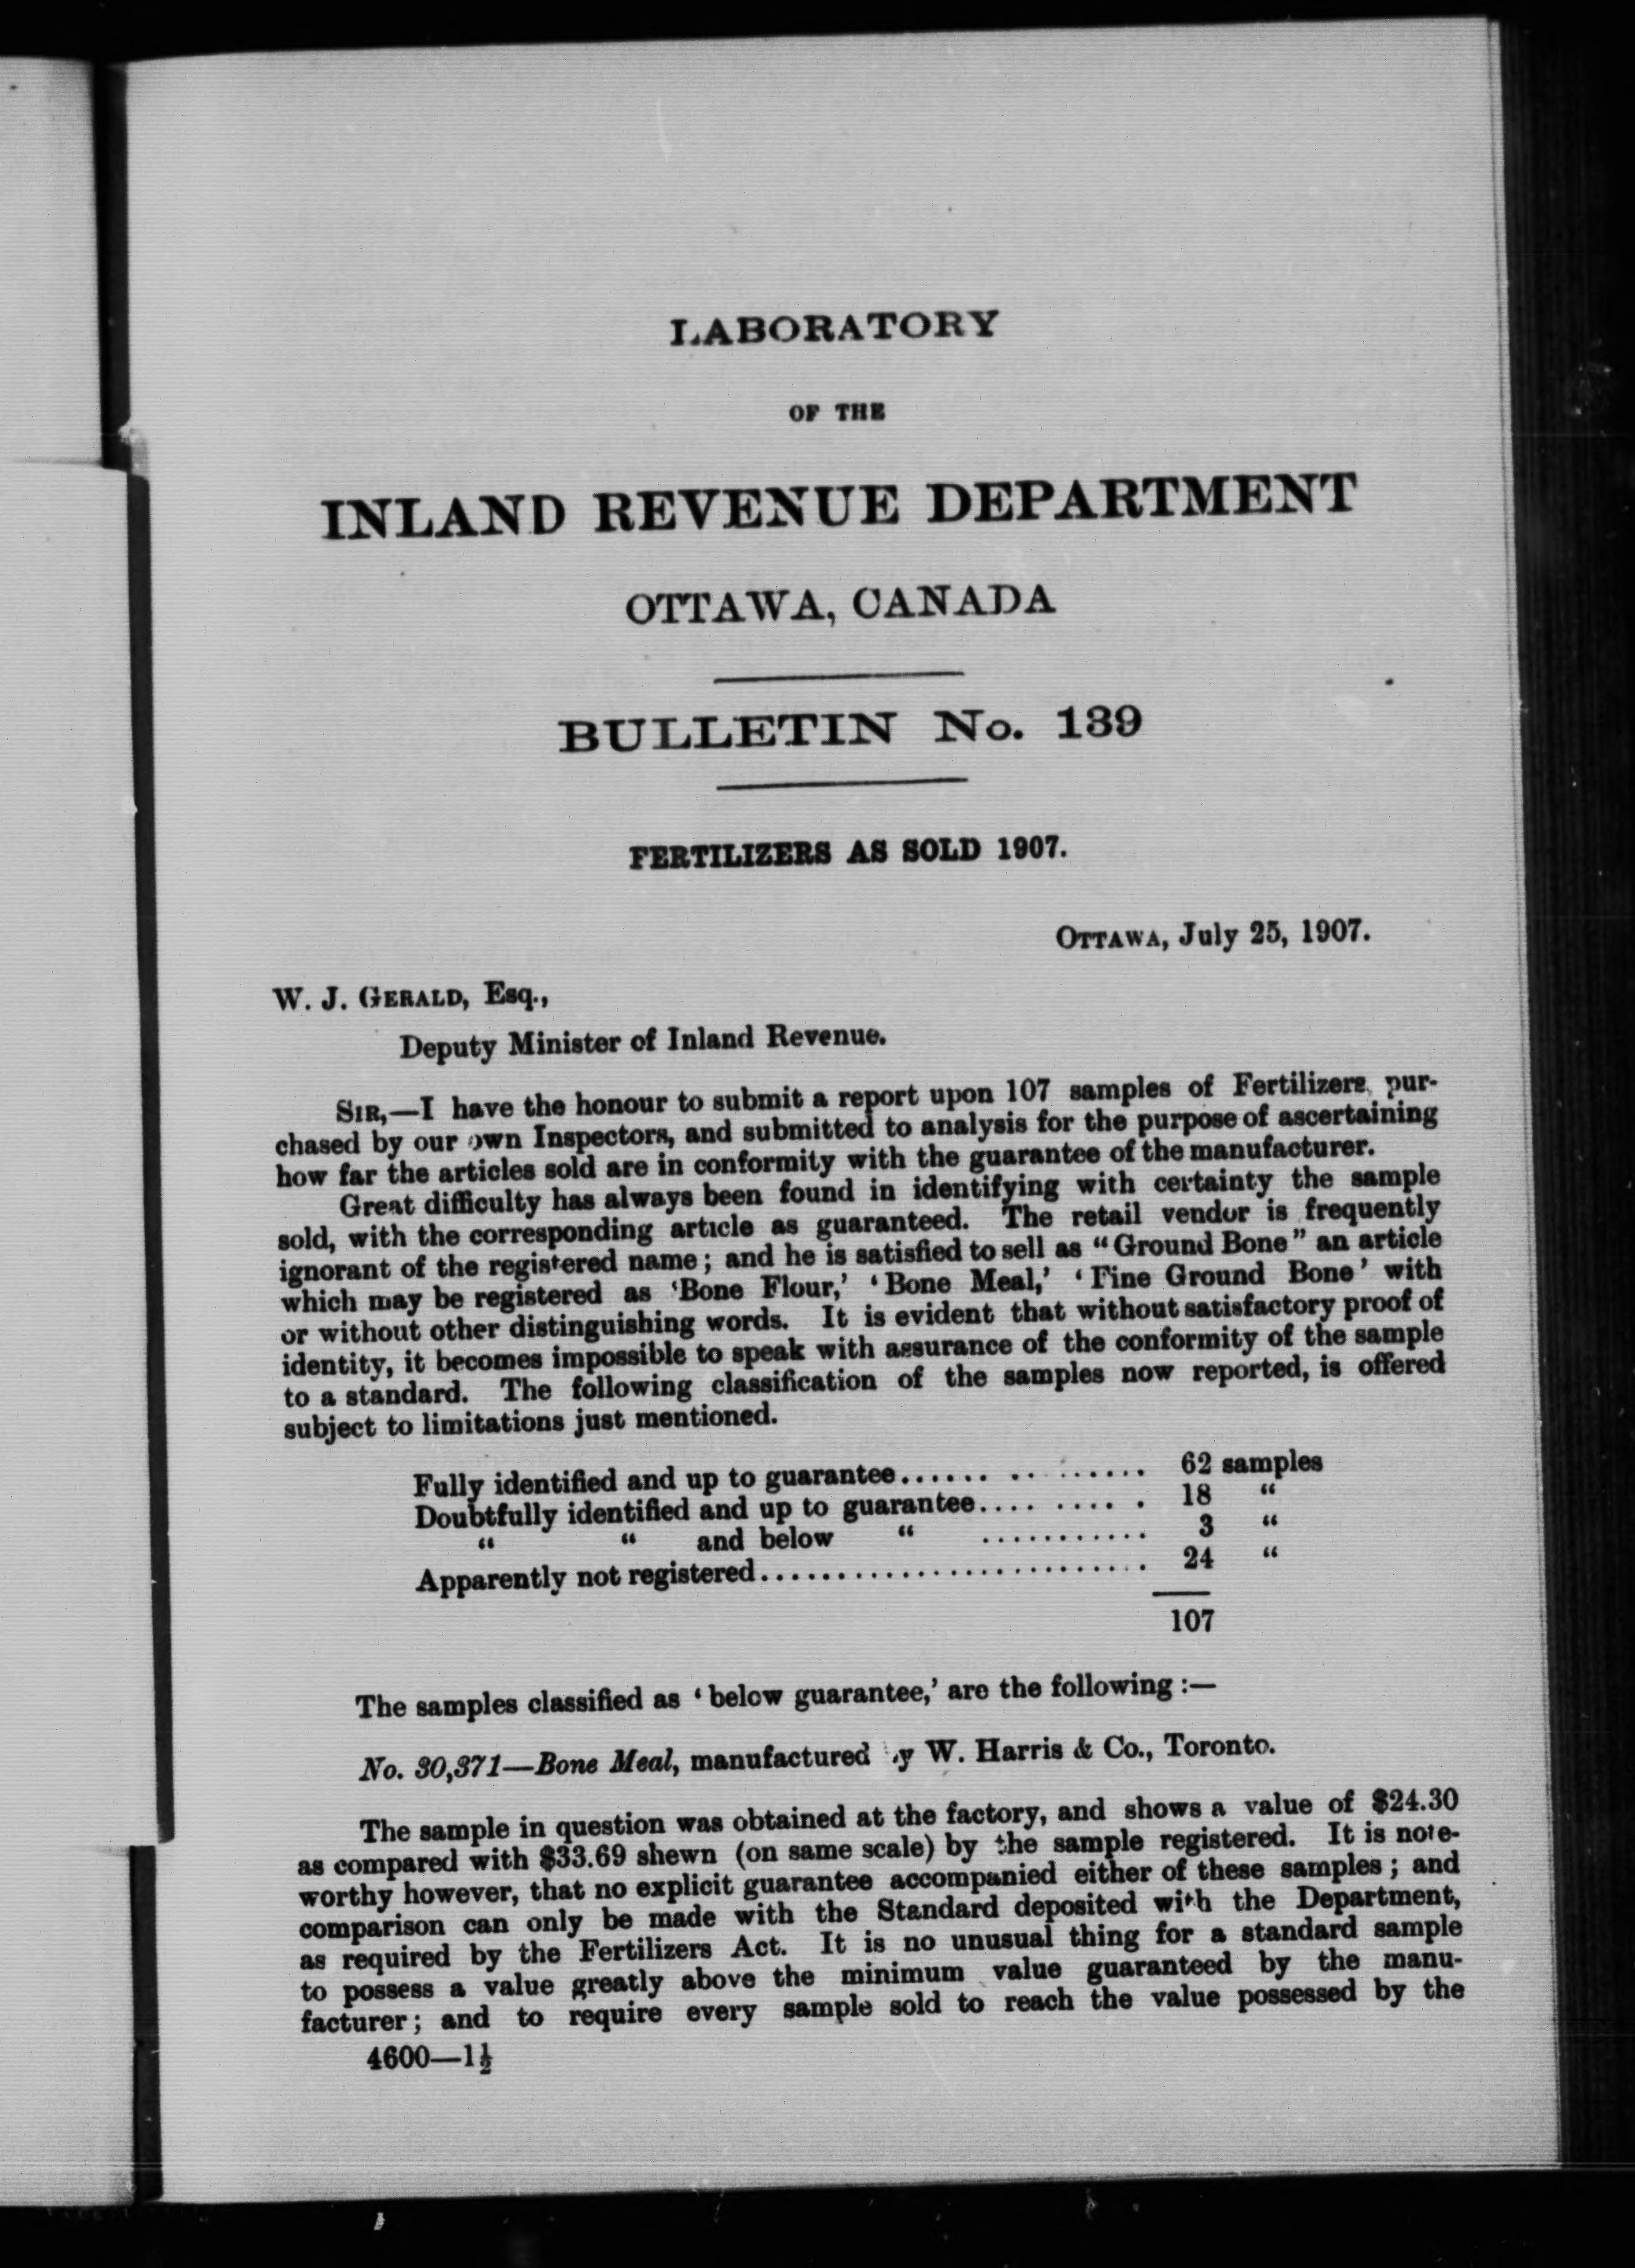 LABORATORY
OF THE
INLAND REVENUE DEPARTMENT
OTTAWA, CANADA
BULLETIN No. 139
FERTILIZERS AS SOLD 1907.
OTTAWA, July 25, 1907.
W. J. GERALD, Esq.,
Deputy Minister of Inland Revenue.
SIR,—I have the honour to submit a report upon 107 samples of Fertilizers pur-
chased by our own Inspectors, and submitted to analysis for the purpose of ascertaining
how far the articles sold are in conformity with the guarantee of the manufacturer.
Great difficulty has always been found in identifying with certainty the sample
sold, with the corresponding article as guaranteed. The retail vendor is frequently
ignorant of the registered name; and he is satisfied to sell as "Ground Bone" an article
which may be registered as 'Bone Flour,' 'Bone Meal,' 'Fine Ground Bone' with
or without other distinguishing words. It is evident that without satisfactory proof of
identity, it becomes impossible to speak with assurance of the conformity of the sample
to a standard. The following classification of the samples now reported, is offered
subject to limitations just mentioned.
Fully identified and up to guarantee...... .. ....... 62 samples
Doubtfully identified and up to guarantee.... ..... . 18 "
" " and below " ........... 3 "
Apparently not registered.......................... 24 "
107
The samples classified as 'below guarantee,' are the following :—
No. 30,371—Bone Meal, manufactured by W. Harris & Co., Toronto.
The sample in question was obtained at the factory, and shows a value of $24.30
as compared with $33.69 shewn (on same scale) by the sample registered. It is note-
worthy however, that no explicit guarantee accompanied either of these samples; and
comparison can only be made with the Standard deposited with the Department,
as required by the Fertilizers Act. It is no unusual thing for a standard sample
to possess a value greatly above the minimum value guaranteed by the manu-
facturer; and to require every sample sold to reach the value possessed by the
4600—1½